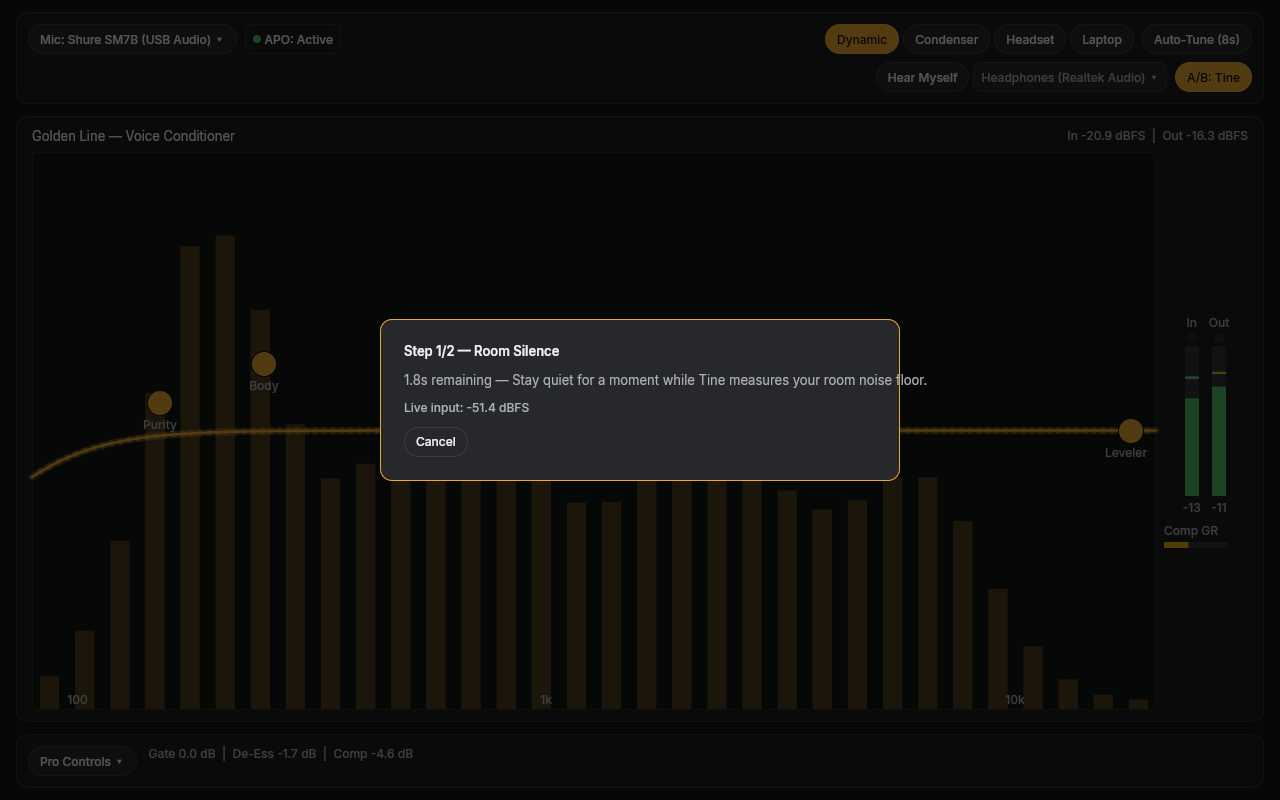 Mic: Shure SM7B (USB Audio) ▾
APO: Active
Dynamic
Condenser
Headset
Laptop
Auto-Tune (8s)
Hear Myself
Headphones (Realtek Audio) ▾
A/B: Tine
Golden Line — Voice Conditioner
In -20.9 dBFS | Out -16.3 dBFS
Body
Purity
Step 1/2 — Room Silence
1.8s remaining — Stay quiet for a moment while Tine measures your room noise floor.
Live input: -51.4 dBFS
Cancel
Leveler
In
Out
-13
-11
Comp GR
100
1k
10k
Pro Controls ▾
Gate 0.0 dB | De-Ess -1.7 dB | Comp -4.6 dB